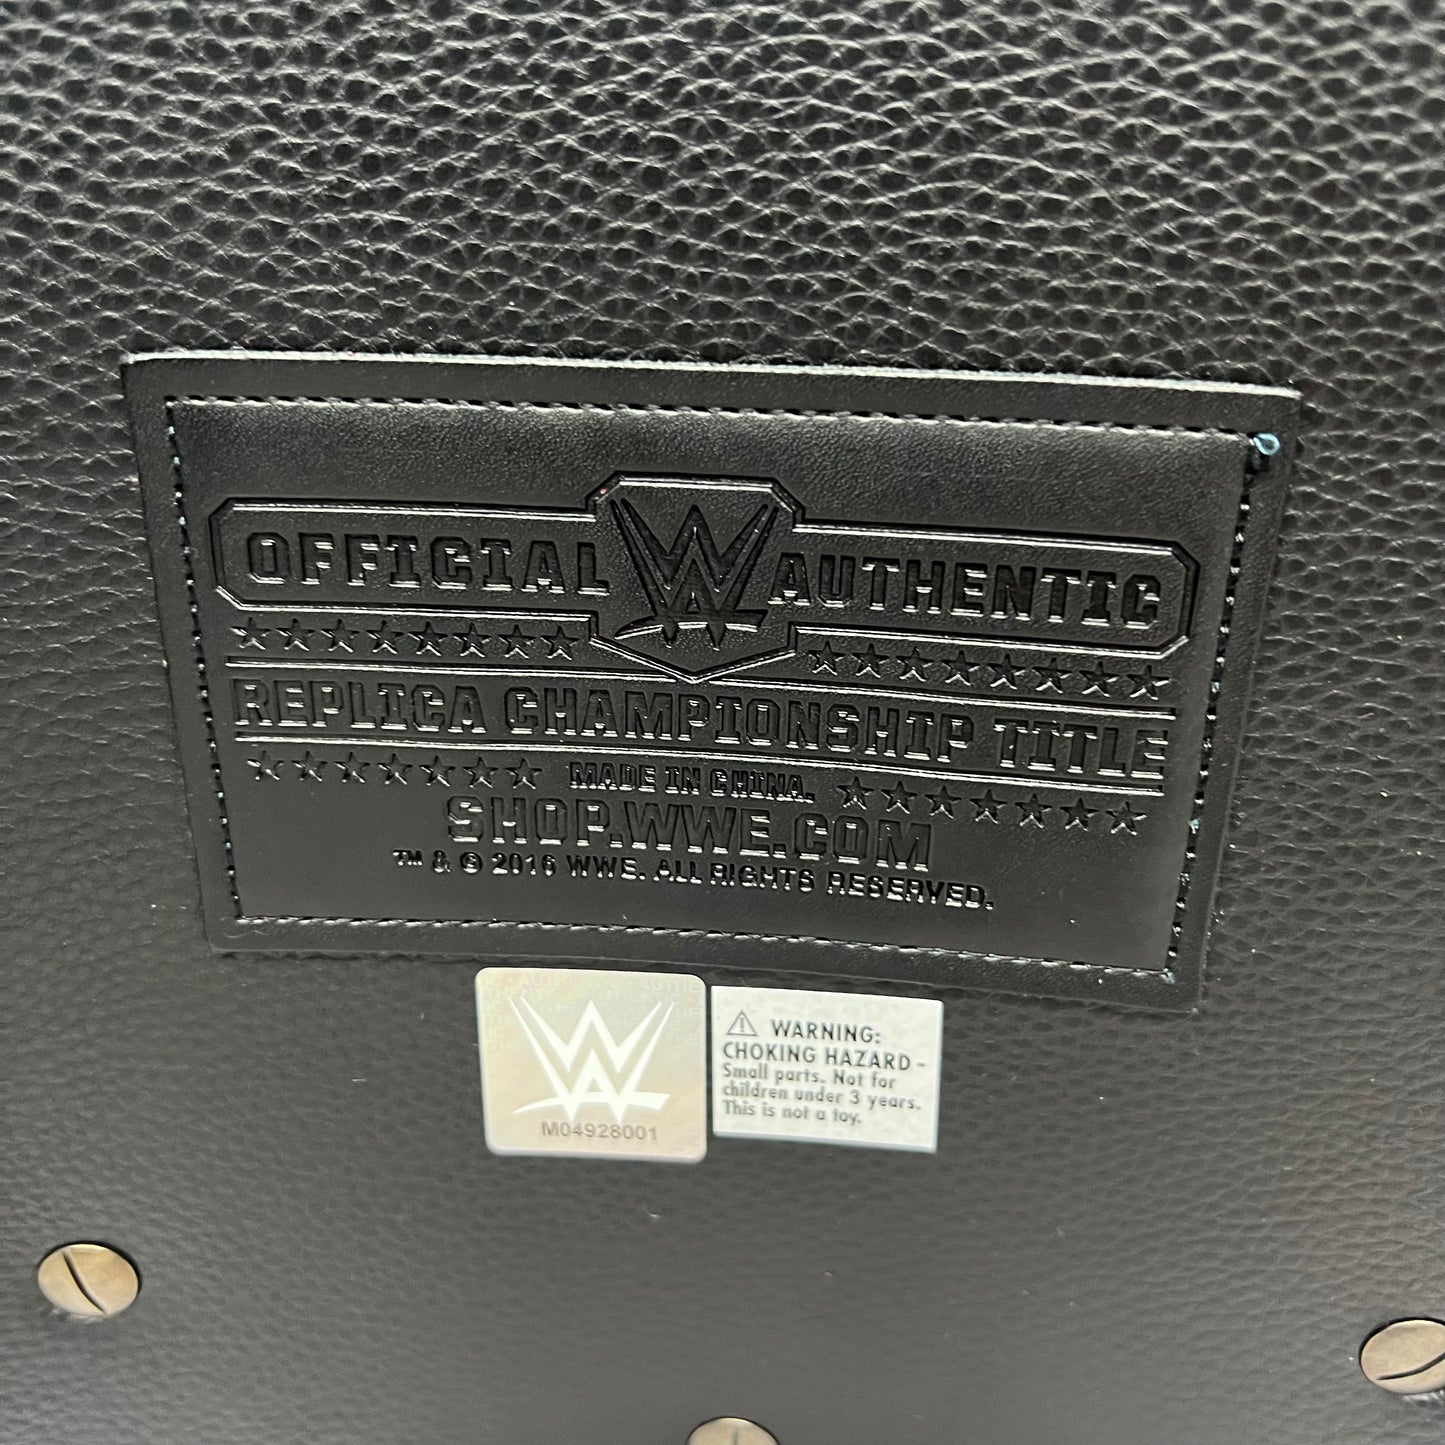 OFFICIAL W AUTHENTIC
REPLICA CHAMPIONSHIP TITLE
MADE IN CHINA.
SHOP.WWE.COM
™ & © 2016 WWE. ALL RIGHTS RESERVED.
W
M04928001
⚠ WARNING:
CHOKING HAZARD -
Small parts. Not for
children under 3 years.
This is not a toy.